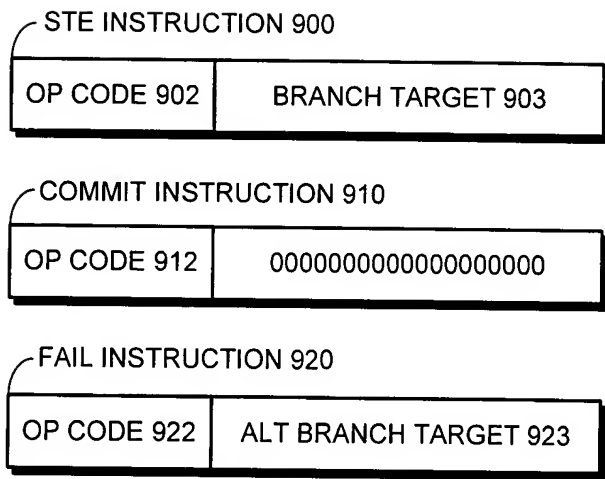 STE INSTRUCTION 900
OP CODE 902 BRANCH TARGET 903
COMMIT INSTRUCTION 910
OP CODE 912 0000000000000000000
FAIL INSTRUCTION 920
OP CODE 922 ALT BRANCH TARGET 923